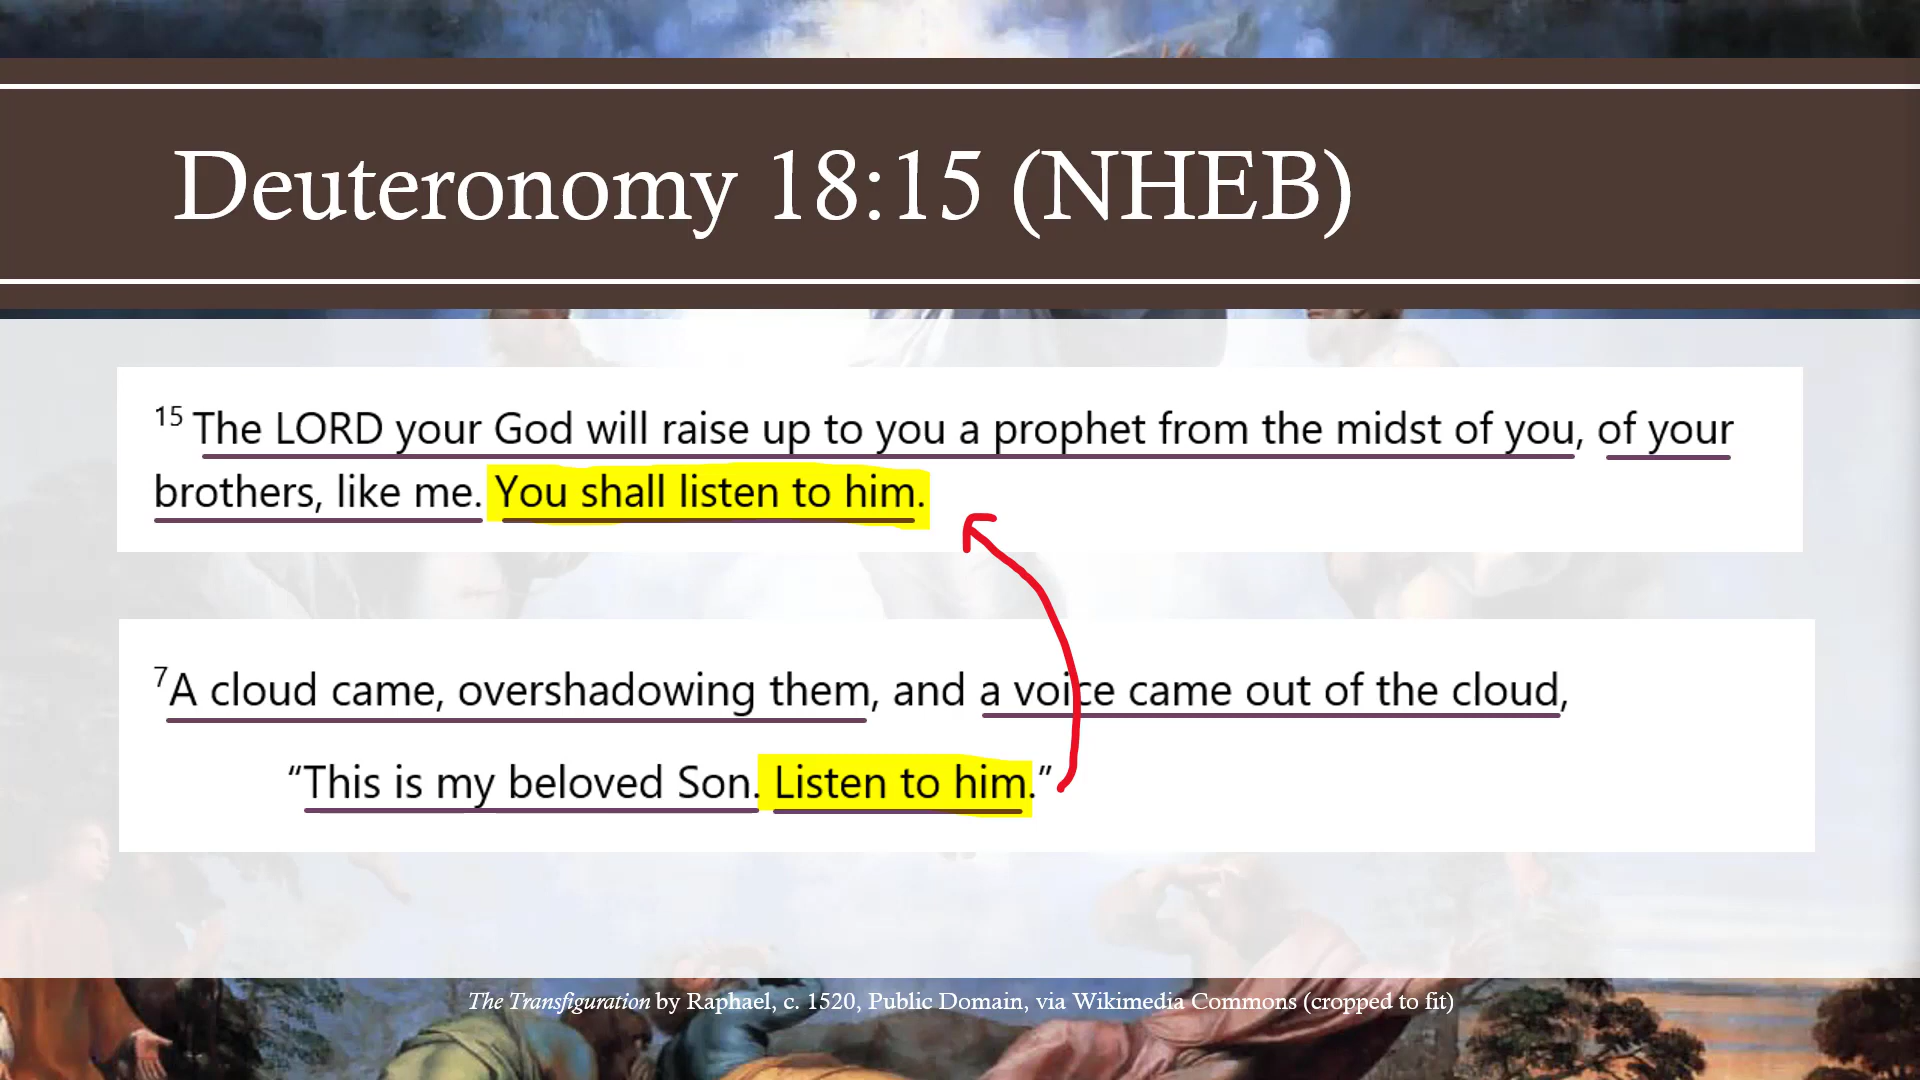 Deuteronomy 18:15 (NHEB)
15 The LORD your God will raise up to you a prophet from the midst of you, of your
brothers, like me. You shall listen to him.
7 A cloud came, overshadowing them, and a voice came out of the cloud,
“This is my beloved Son. Listen to him.”
The Transfiguration by Raphael, c. 1520, Public Domain, via Wikimedia Commons (cropped to fit)